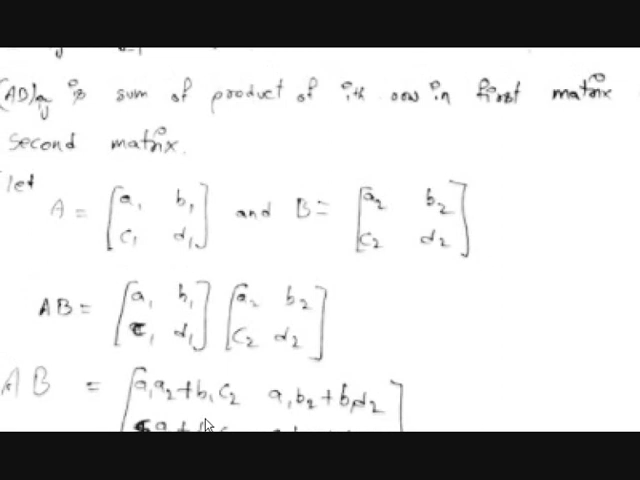 (AB)ij is sum of product of ith row in first matrix
second matrix.
let
A = [a1 b1 c1 d1] and B = [a2 b2 c2 d2]
AB = [a1 b1 c1 d1] [a2 b2 c2 d2]
AB = [a1a2+b1c2 a1b2+b1d2